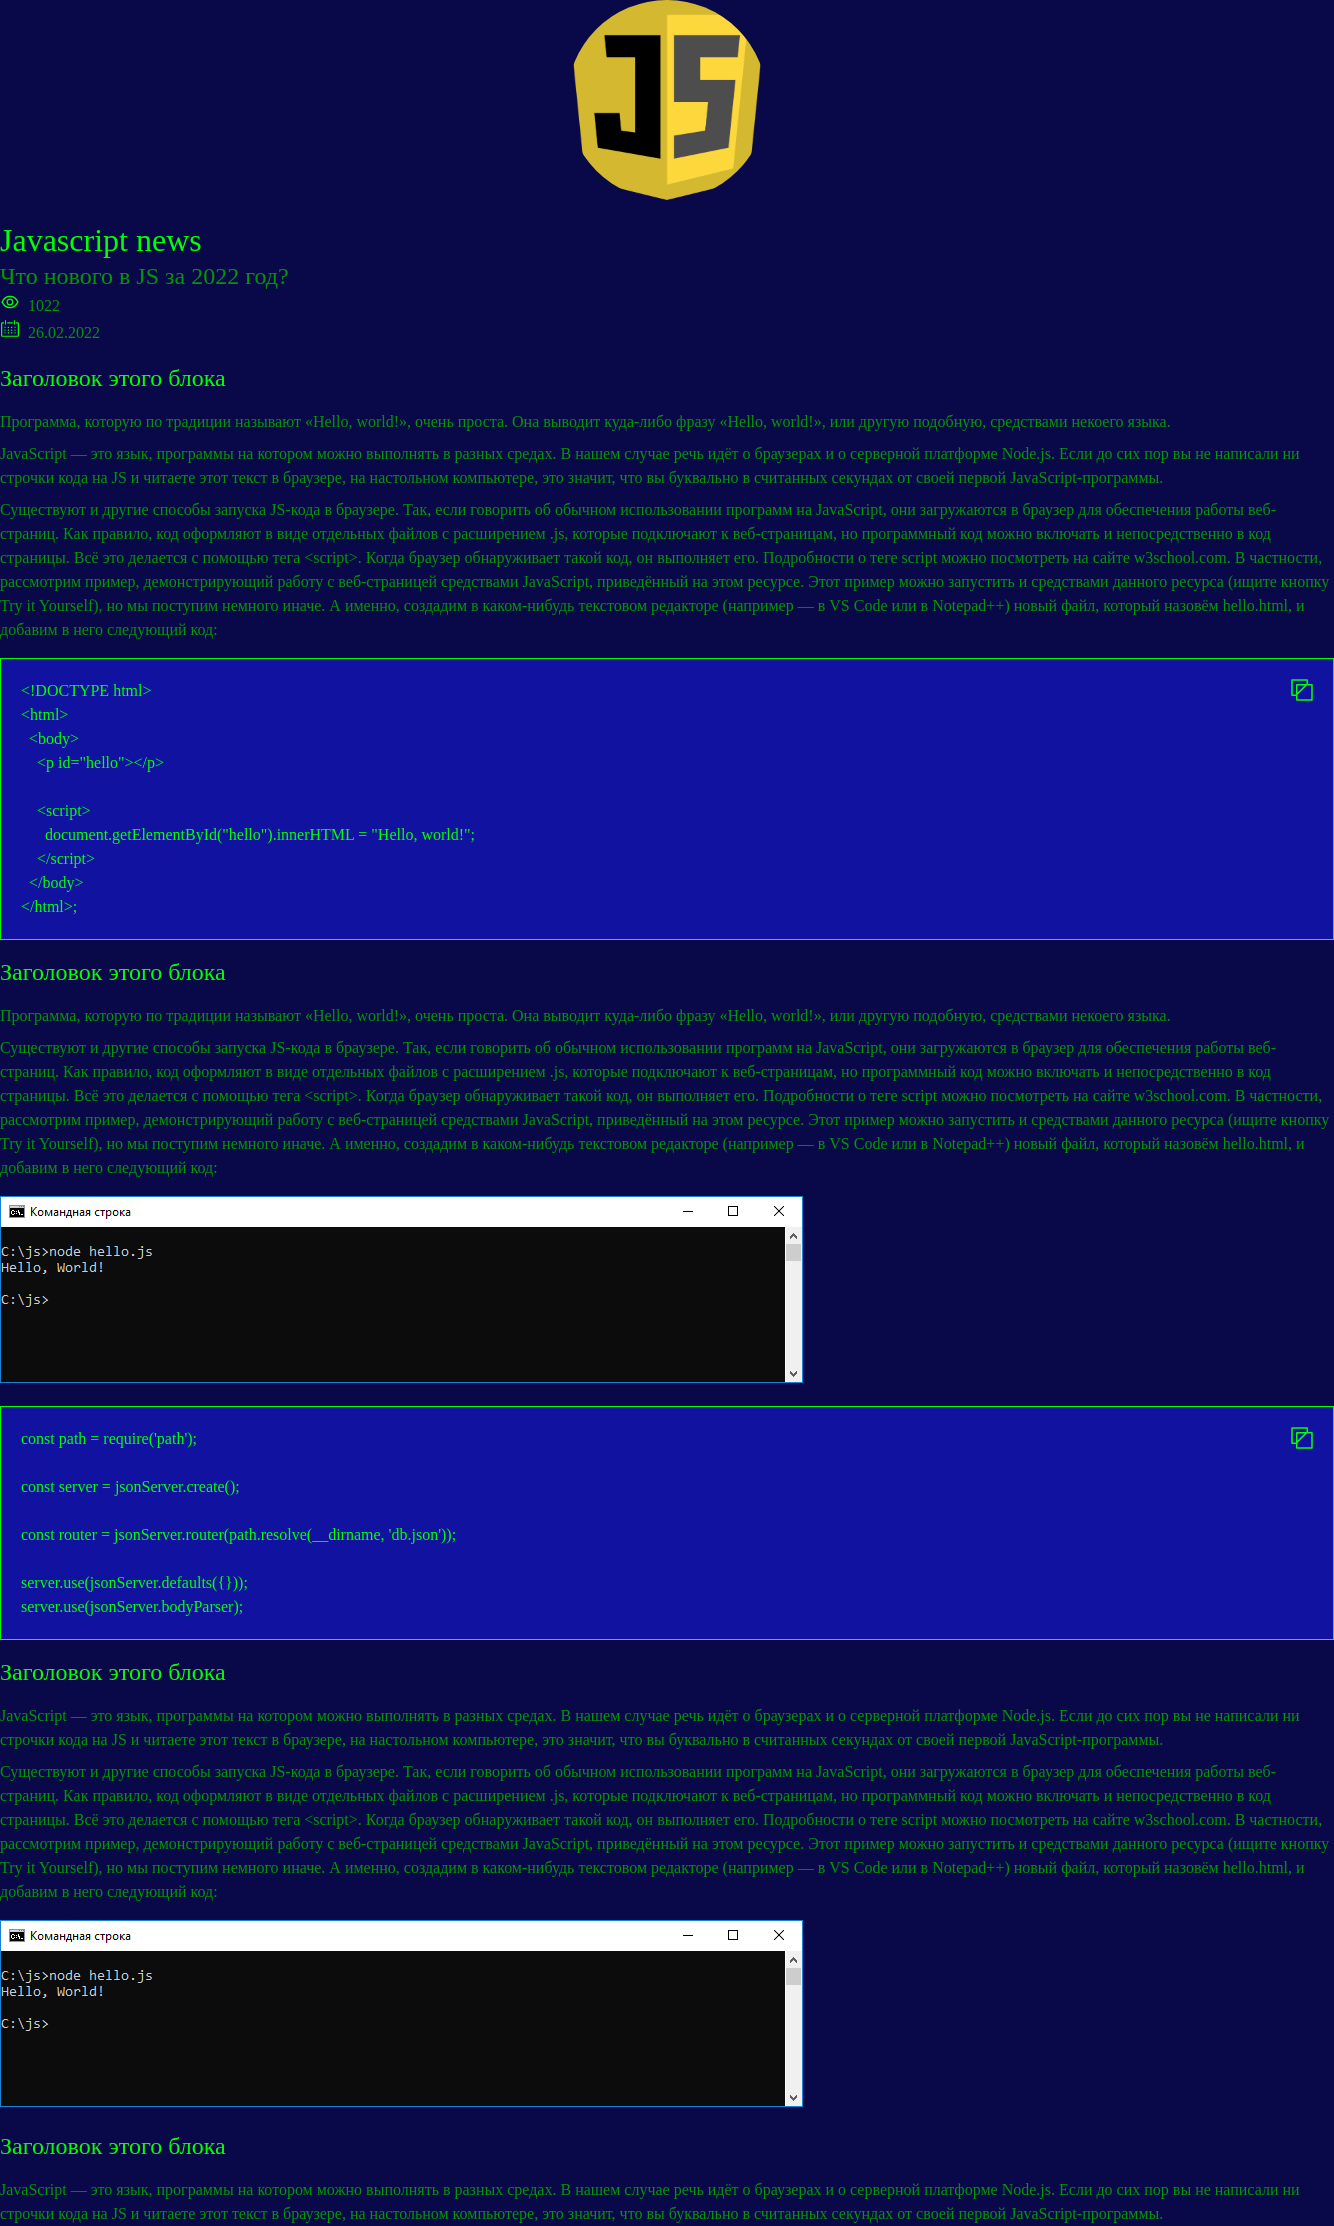 JS
Javascript news
Что нового в JS за 2022 год?
1022
26.02.2022
Заголовок этого блока
Программа, которую по традиции называют «Hello, world!», очень проста. Она выводит куда-либо фразу «Hello, world!», или другую подобную, средствами некоего языка.
JavaScript — это язык, программы на котором можно выполнять в разных средах. В нашем случае речь идёт о браузерах и о серверной платформе Node.js. Если до сих пор вы не написали ни
строчки кода на JS и читаете этот текст в браузере, на настольном компьютере, это значит, что вы буквально в считанных секундах от своей первой JavaScript-программы.
Существуют и другие способы запуска JS-кода в браузере. Так, если говорить об обычном использовании программ на JavaScript, они загружаются в браузер для обеспечения работы веб-
страниц. Как правило, код оформляют в виде отдельных файлов с расширением .js, которые подключают к веб-страницам, но программный код можно включать и непосредственно в код
страницы. Всё это делается с помощью тега <script>. Когда браузер обнаруживает такой код, он выполняет его. Подробности о теге script можно посмотреть на сайте w3school.com. В частности,
рассмотрим пример, демонстрирующий работу с веб-страницей средствами JavaScript, приведённый на этом ресурсе. Этот пример можно запустить и средствами данного ресурса (ищите кнопку
Try it Yourself), но мы поступим немного иначе. А именно, создадим в каком-нибудь текстовом редакторе (например — в VS Code или в Notepad++) новый файл, который назовём hello.html, и
добавим в него следующий код:
<!DOCTYPE html>
<html>
<body>
<p id="hello"></p>
<script>
document.getElementById("hello").innerHTML = "Hello, world!";
</script>
</body>
</html>;
Заголовок этого блока
Программа, которую по традиции называют «Hello, world!», очень проста. Она выводит куда-либо фразу «Hello, world!», или другую подобную, средствами некоего языка.
Существуют и другие способы запуска JS-кода в браузере. Так, если говорить об обычном использовании программ на JavaScript, они загружаются в браузер для обеспечения работы веб-
страниц. Как правило, код оформляют в виде отдельных файлов с расширением .js, которые подключают к веб-страницам, но программный код можно включать и непосредственно в код
страницы. Всё это делается с помощью тега <script>. Когда браузер обнаруживает такой код, он выполняет его. Подробности о теге script можно посмотреть на сайте w3school.com. В частности,
рассмотрим пример, демонстрирующий работу с веб-страницей средствами JavaScript, приведённый на этом ресурсе. Этот пример можно запустить и средствами данного ресурса (ищите кнопку
Try it Yourself), но мы поступим немного иначе. А именно, создадим в каком-нибудь текстовом редакторе (например — в VS Code или в Notepad++) новый файл, который назовём hello.html, и
добавим в него следующий код:
Командная строка
C:\js>node hello.js
Hello, World!
C:\js>
const path = require('path');
const server = jsonServer.create();
const router = jsonServer.router(path.resolve(__dirname, 'db.json'));
server.use(jsonServer.defaults({}));
server.use(jsonServer.bodyParser);
Заголовок этого блока
JavaScript — это язык, программы на котором можно выполнять в разных средах. В нашем случае речь идёт о браузерах и о серверной платформе Node.js. Если до сих пор вы не написали ни
строчки кода на JS и читаете этот текст в браузере, на настольном компьютере, это значит, что вы буквально в считанных секундах от своей первой JavaScript-программы.
Существуют и другие способы запуска JS-кода в браузере. Так, если говорить об обычном использовании программ на JavaScript, они загружаются в браузер для обеспечения работы веб-
страниц. Как правило, код оформляют в виде отдельных файлов с расширением .js, которые подключают к веб-страницам, но программный код можно включать и непосредственно в код
страницы. Всё это делается с помощью тега <script>. Когда браузер обнаруживает такой код, он выполняет его. Подробности о теге script можно посмотреть на сайте w3school.com. В частности,
рассмотрим пример, демонстрирующий работу с веб-страницей средствами JavaScript, приведённый на этом ресурсе. Этот пример можно запустить и средствами данного ресурса (ищите кнопку
Try it Yourself), но мы поступим немного иначе. А именно, создадим в каком-нибудь текстовом редакторе (например — в VS Code или в Notepad++) новый файл, который назовём hello.html, и
добавим в него следующий код:
Командная строка
C:\js>node hello.js
Hello, World!
C:\js>
Заголовок этого блока
JavaScript — это язык, программы на котором можно выполнять в разных средах. В нашем случае речь идёт о браузерах и о серверной платформе Node.js. Если до сих пор вы не написали ни
строчки кода на JS и читаете этот текст в браузере, на настольном компьютере, это значит, что вы буквально в считанных секундах от своей первой JavaScript-программы.